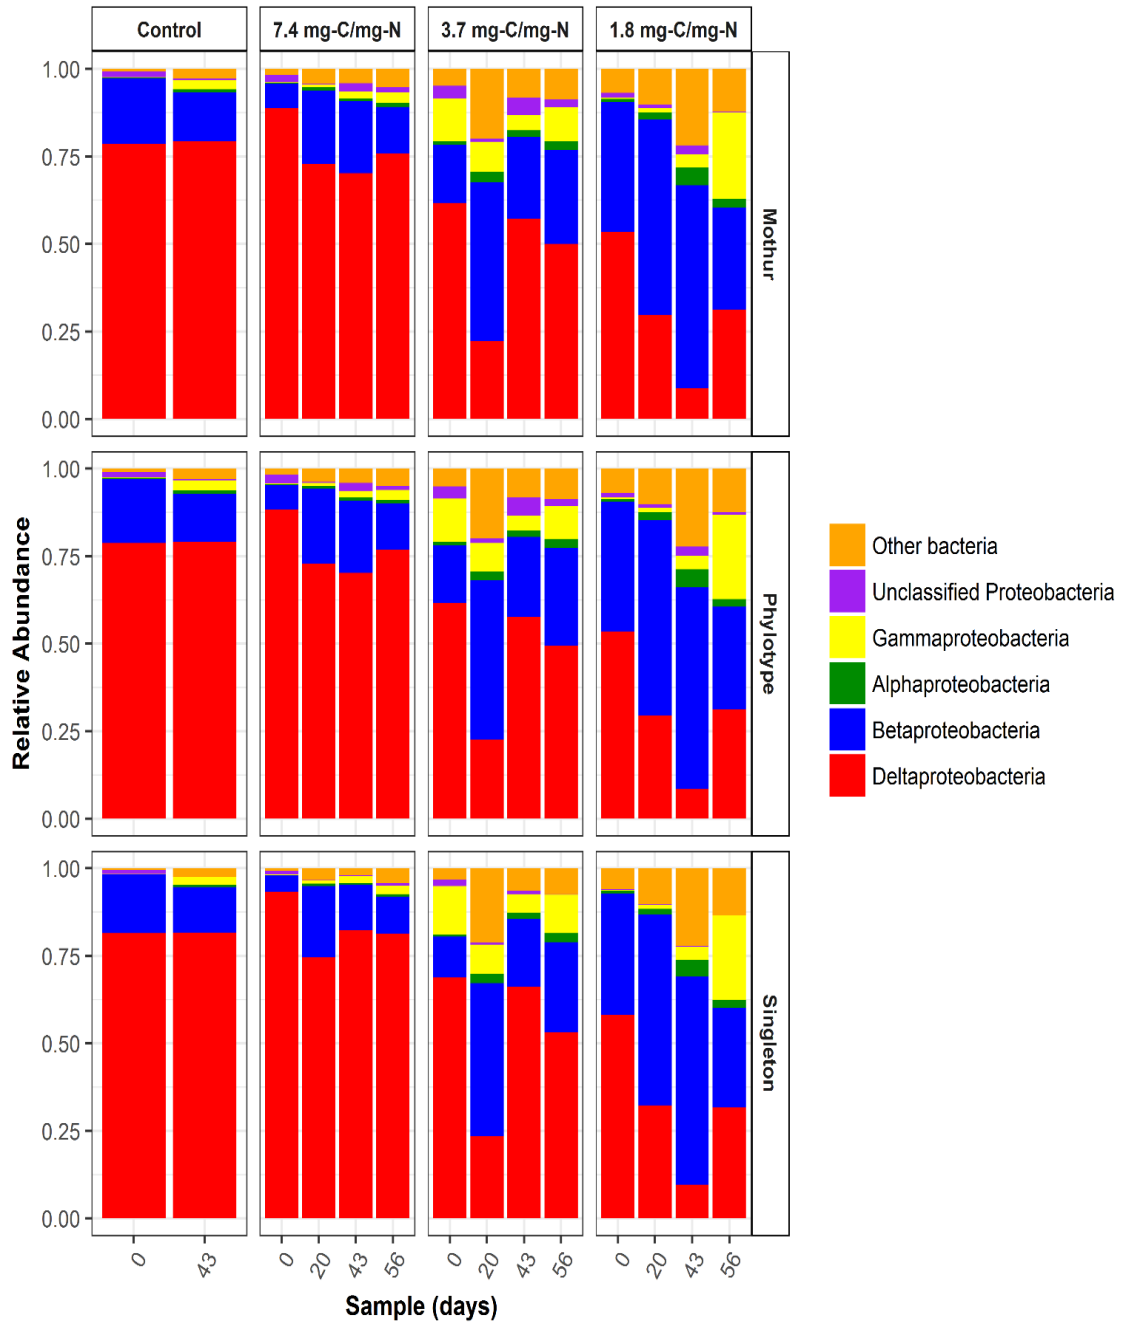 Control 7.4 mg-C/mg-N 3.7 mg-C/mg-N 1.8 mg-C/mg-N
1.00
0.75
0.50
0.25
0.00
Mothur
1.00
0.75
0.50
0.25
0.00
Phylotype
1.00
0.75
0.50
0.25
0.00
Singleton
Relative Abundance
0 43 0 20 43 56 0 20 43 56 0 20 43 56
Sample (days)
Other bacteria
Unclassified Proteobacteria
Gammaproteobacteria
Alphaproteobacteria
Betaproteobacteria
Deltaproteobacteria